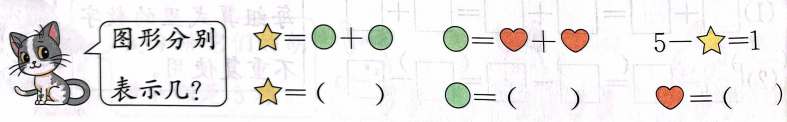 图形分别
表示几?
⭐=●+● ●=♥+♥ 5-⭐=1
⭐=( ) ●=( ) ♥=( )